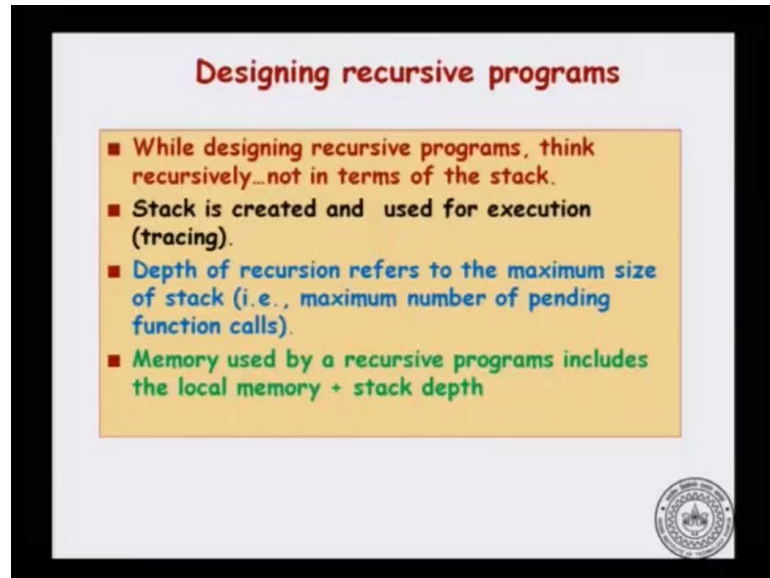 Designing recursive programs
■ While designing recursive programs, think
recursively…not in terms of the stack.
■ Stack is created and used for execution
(tracing).
■ Depth of recursion refers to the maximum size
of stack (i.e., maximum number of pending
function calls).
■ Memory used by a recursive programs includes
the local memory + stack depth